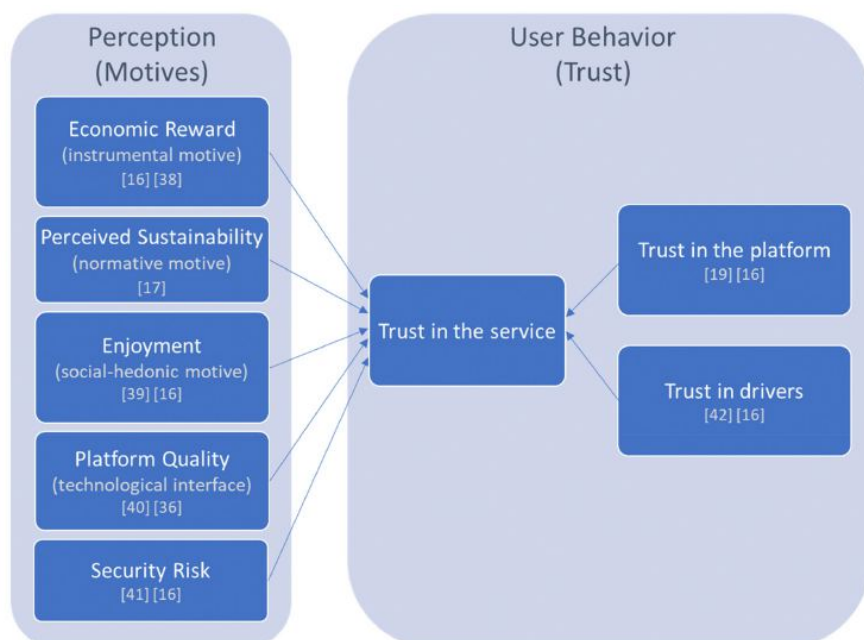 Perception
(Motives)
Economic Reward
(instrumental motive)
[16] [38]
Perceived Sustainability
(normative motive)
[17]
Enjoyment
(social-hedonic motive)
[39] [16]
Platform Quality
(technological interface)
[40] [36]
Security Risk
[41] [16]
User Behavior
(Trust)
Trust in the service
Trust in the platform
[19] [16]
Trust in drivers
[42] [16]